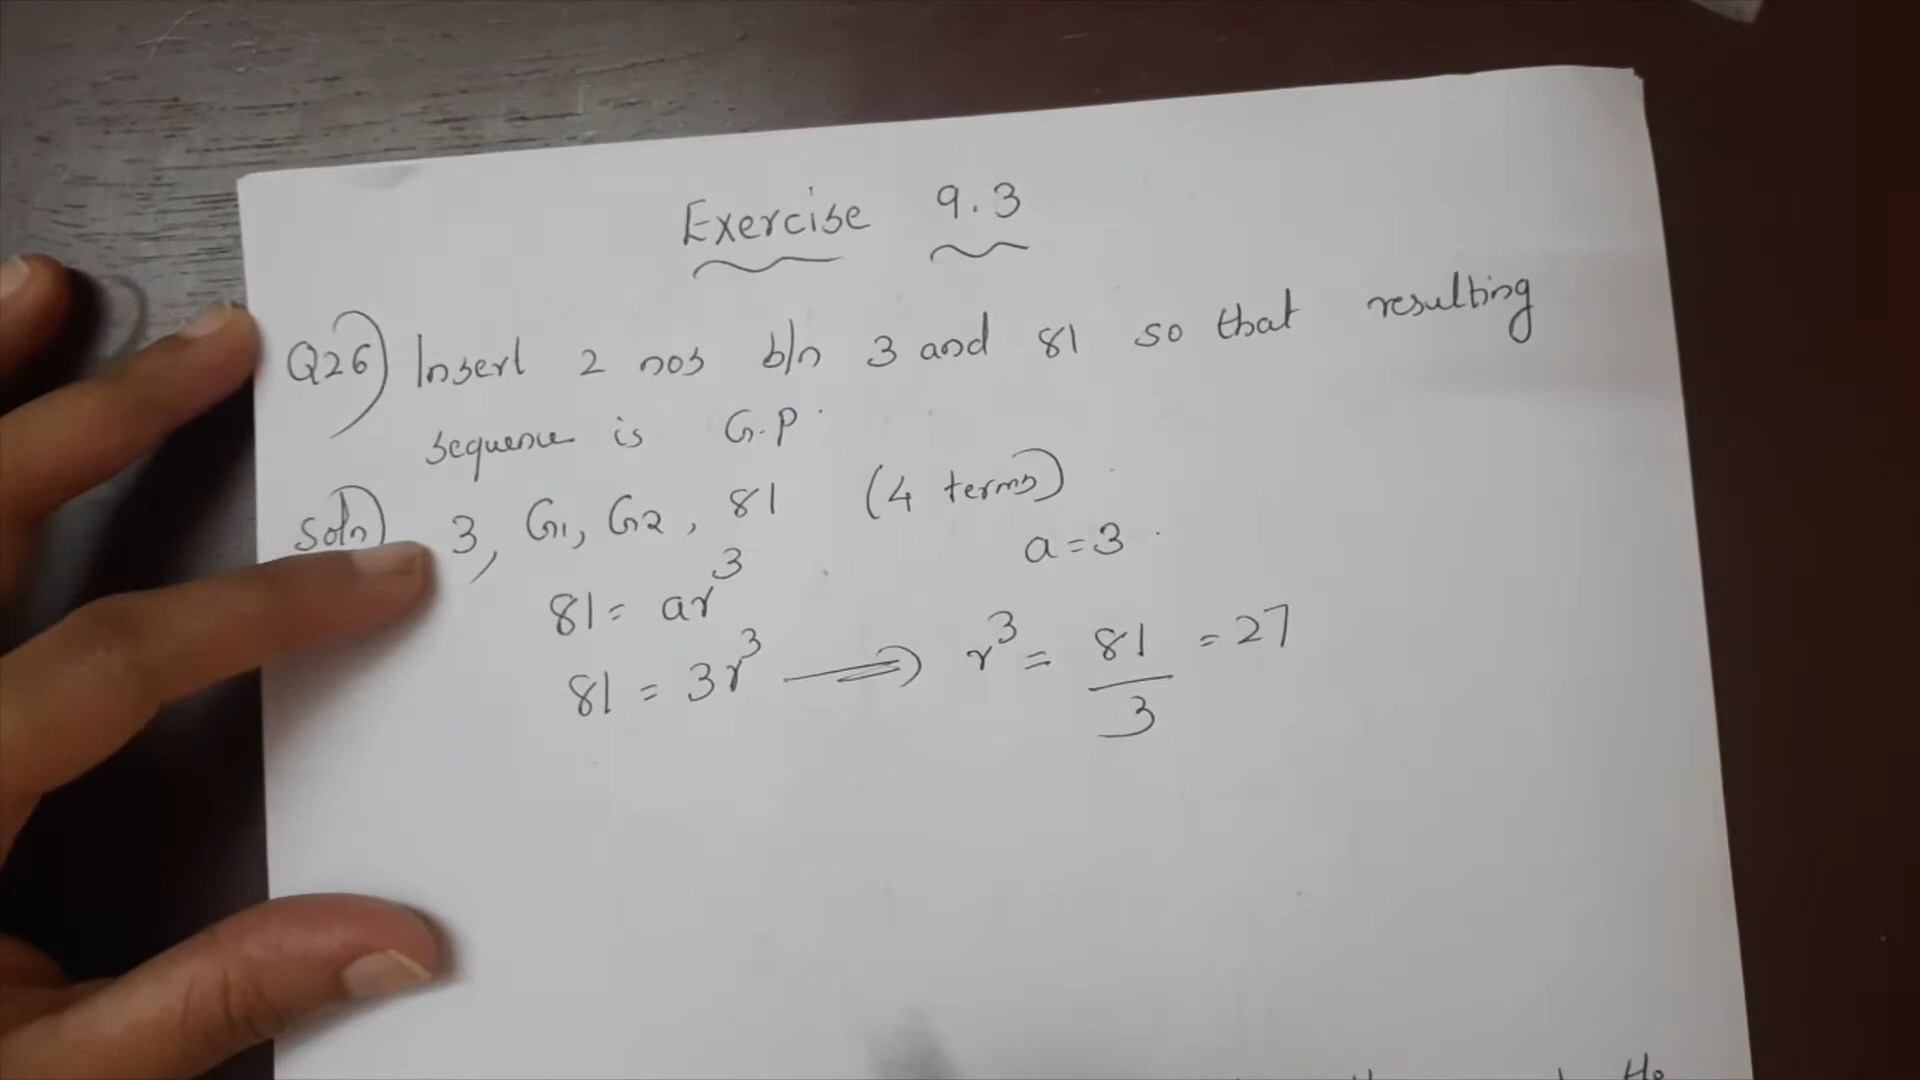 Exercise 9.3
Q26) Insert 2 nos b/n 3 and 81 so that resulting
sequence is G.P.
Soln) 3, G1, G2, 81 (4 terms)
a = 3
81 = ar³
81 = 3r³ ⟹ r³ = 81/3 = 27